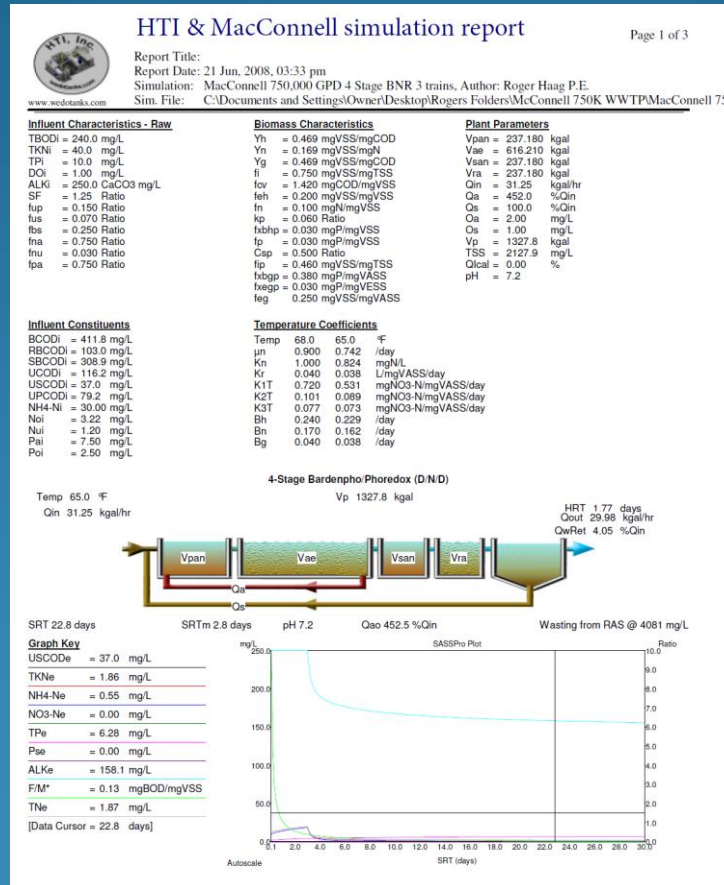 HTI & MacConnell simulation report
Page 1 of 3
HTI, Inc.
wedotanks.com
www.wedotanks.com
Report Title:
Report Date: 21 Jun, 2008, 03:33 pm
Simulation: MacConnell 750,000 GPD 4 Stage BNR 3 trains, Author: Roger Haag P.E.
Sim. File: C:\Documents and Settings\Owner\Desktop\Rogers Folders\McConnell 750K WWTP\MacConnell 75
Influent Characteristics - Raw
TBODi = 240.0 mg/L
TKNi = 40.0 mg/L
TPi = 10.0 mg/L
DOi = 1.00 mg/L
ALKi = 250.0 CaCO3 mg/L
SF = 1.25 Ratio
fup = 0.150 Ratio
fus = 0.070 Ratio
fbs = 0.250 Ratio
fna = 0.750 Ratio
fnu = 0.030 Ratio
fpa = 0.750 Ratio
Biomass Characteristics
Yh = 0.469 mgVSS/mgCOD
Yn = 0.169 mgVSS/mgN
Yg = 0.469 mgVSS/mgCOD
fi = 0.750 mgVSS/mgTSS
fcv = 1.420 mgCOD/mgVSS
feh = 0.200 mgVSS/mgVSS
fn = 0.100 mgN/mgVSS
kp = 0.060 Ratio
fxbhp = 0.030 mgP/mgVSS
fp = 0.030 mgP/mgVSS
Csp = 0.500 Ratio
fip = 0.460 mgVSS/mgTSS
fxbgp = 0.380 mgP/mgVASS
fxegp = 0.030 mgP/mgVESS
feg 0.250 mgVSS/mgVASS
Plant Parameters
Vpan = 237.180 kgal
Vae = 616.210 kgal
Vsan = 237.180 kgal
Vra = 237.180 kgal
Qin = 31.25 kgal/hr
Qa = 452.0 %Qin
Qs = 100.0 %Qin
Oa = 2.00 mg/L
Os = 1.00 mg/L
Vp = 1327.8 kgal
TSS = 2127.9 mg/L
Qlcal = 0.00 %
pH = 7.2
Influent Constituents
BCODi = 411.8 mg/L
RBCODi = 103.0 mg/L
SBCODi = 308.9 mg/L
UCODi = 116.2 mg/L
USCODi = 37.0 mg/L
UPCODi = 79.2 mg/L
NH4-Ni = 30.00 mg/L
Noi = 3.22 mg/L
Nui = 1.20 mg/L
Pai = 7.50 mg/L
Poi = 2.50 mg/L
Temperature Coefficients
Temp 68.0 65.0 °F
µn 0.900 0.742 /day
Kn 1.000 0.824 mgN/L
Kr 0.040 0.038 L/mgVASS/day
K1T 0.720 0.531 mgNO3-N/mgVASS/day
K2T 0.101 0.089 mgNO3-N/mgVASS/day
K3T 0.077 0.073 mgNO3-N/mgVASS/day
Bh 0.240 0.229 /day
Bn 0.170 0.162 /day
Bg 0.040 0.038 /day
4-Stage Bardenpho/Phoredox (D/N/D)
Temp 65.0 °F
Vp 1327.8 kgal
Qin 31.25 kgal/hr
HRT 1.77 days
Qout 29.98 kgal/hr
QwRet 4.05 %Qin
Vpan Vae Vsan Vra
Qa
Qs
SRT 22.8 days SRTm 2.8 days pH 7.2 Qao 452.5 %Qin Wasting from RAS @ 4081 mg/L
Graph Key
USCODe = 37.0 mg/L
TKNe = 1.86 mg/L
NH4-Ne = 0.55 mg/L
NO3-Ne = 0.00 mg/L
TPe = 6.28 mg/L
Pse = 0.00 mg/L
ALKe = 158.1 mg/L
F/M* = 0.13 mgBOD/mgVSS
TNe = 1.87 mg/L
[Data Cursor = 22.8 days]
mg/L SASSPro Plot Ratio
250.0
200.0
150.0
100.0
50.0
0.0
10.0
9.0
8.0
7.0
6.0
5.0
4.0
3.0
2.0
1.0
0.0
0.1 2.0 4.0 6.0 8.0 10.0 12.0 14.0 16.0 18.0 20.0 22.0 24.0 26.0 28.0 30.0
Autoscale
SRT (days)